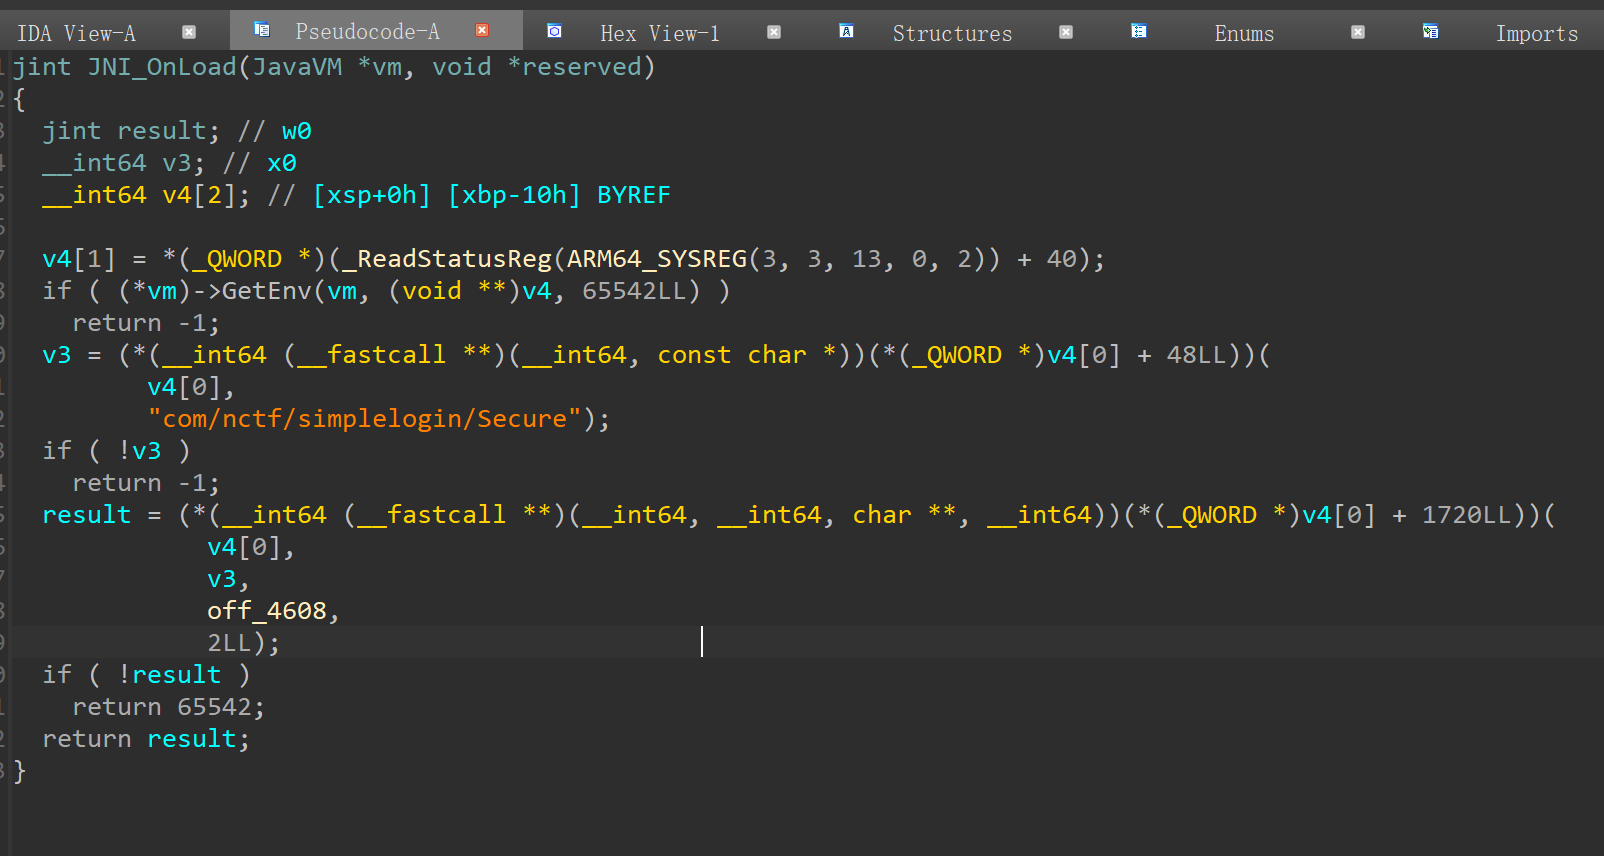 IDA View-A Pseudocode-A Hex View-1 Structures Enums Imports
jint JNI_OnLoad(JavaVM *vm, void *reserved)
{
  jint result; // w0
  __int64 v3; // x0
  __int64 v4[2]; // [xsp+0h] [xbp-10h] BYREF

  v4[1] = *(_QWORD *)(_ReadStatusReg(ARM64_SYSREG(3, 3, 13, 0, 2)) + 40);
  if ( (*vm)->GetEnv(vm, (void **)v4, 65542LL) )
    return -1;
  v3 = (*(__int64 (__fastcall **)(__int64, const char *))(*(_QWORD *)v4[0] + 48LL))(
         v4[0],
         "com/nctf/simplelogin/Secure");
  if ( !v3 )
    return -1;
  result = (*(__int64 (__fastcall **)(__int64, __int64, char **, __int64))(*(_QWORD *)v4[0] + 1720LL))(
             v4[0],
             v3,
             off_4608,
             2LL);
  if ( !result )
    return 65542;
  return result;
}